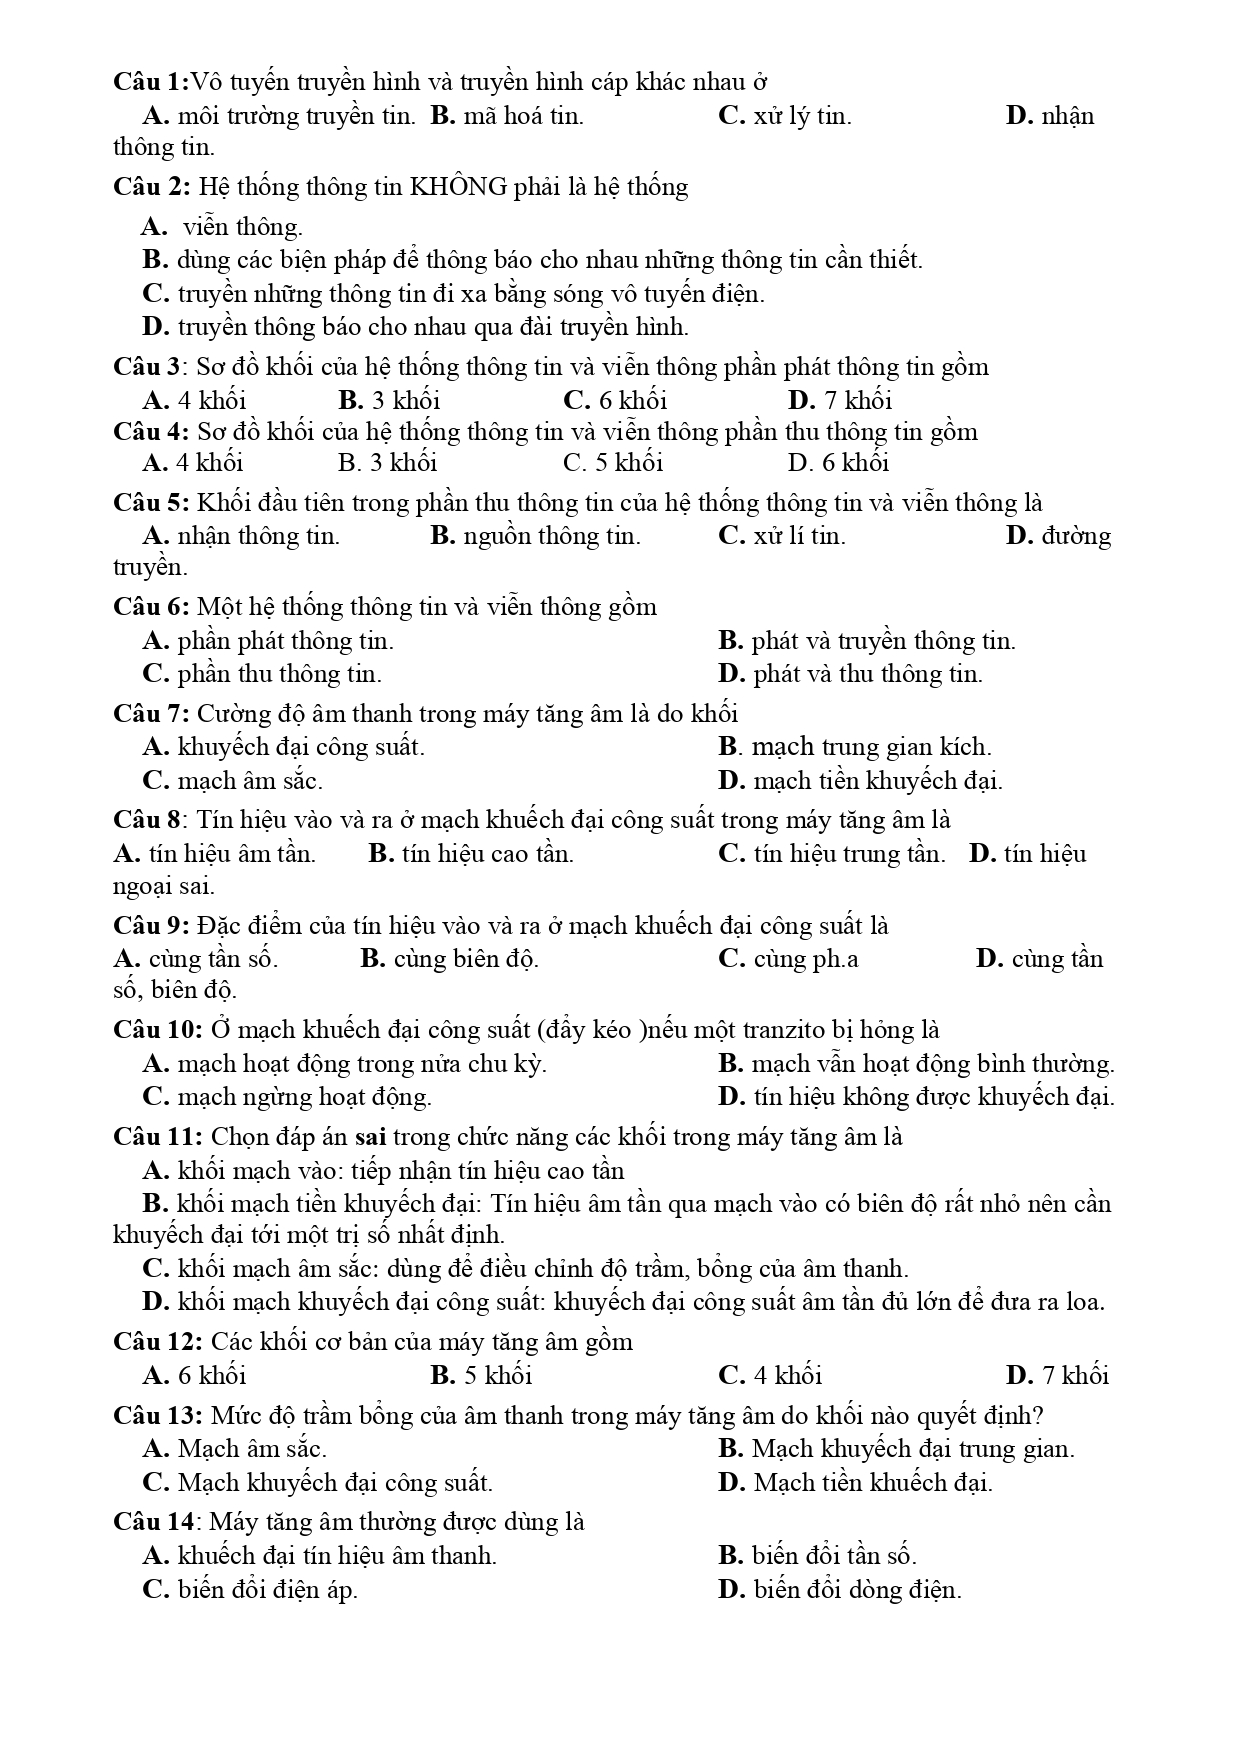 Câu 1:Vô tuyến truyền hình và truyền hình cáp khác nhau ở
A. môi trường truyền tin. B. mã hoá tin. C. xử lý tin. D. nhận
thông tin.
Câu 2: Hệ thống thông tin KHÔNG phải là hệ thống
A. viễn thông.
B. dùng các biện pháp để thông báo cho nhau những thông tin cần thiết.
C. truyền những thông tin đi xa bằng sóng vô tuyến điện.
D. truyền thông báo cho nhau qua đài truyền hình.
Câu 3: Sơ đồ khối của hệ thống thông tin và viễn thông phần phát thông tin gồm
A. 4 khối B. 3 khối C. 6 khối D. 7 khối
Câu 4: Sơ đồ khối của hệ thống thông tin và viễn thông phần thu thông tin gồm
A. 4 khối B. 3 khối C. 5 khối D. 6 khối
Câu 5: Khối đầu tiên trong phần thu thông tin của hệ thống thông tin và viễn thông là
A. nhận thông tin. B. nguồn thông tin. C. xử lí tin. D. đường
truyền.
Câu 6: Một hệ thống thông tin và viễn thông gồm
A. phần phát thông tin. B. phát và truyền thông tin.
C. phần thu thông tin. D. phát và thu thông tin.
Câu 7: Cường độ âm thanh trong máy tăng âm là do khối
A. khuyếch đại công suất. B. mạch trung gian kích.
C. mạch âm sắc. D. mạch tiền khuyếch đại.
Câu 8: Tín hiệu vào và ra ở mạch khuếch đại công suất trong máy tăng âm là
A. tín hiệu âm tần. B. tín hiệu cao tần. C. tín hiệu trung tần. D. tín hiệu
ngoại sai.
Câu 9: Đặc điểm của tín hiệu vào và ra ở mạch khuếch đại công suất là
A. cùng tần số. B. cùng biên độ. C. cùng ph.a D. cùng tần
số, biên độ.
Câu 10: Ở mạch khuếch đại công suất (đẩy kéo )nếu một tranzito bị hỏng là
A. mạch hoạt động trong nửa chu kỳ. B. mạch vẫn hoạt động bình thường.
C. mạch ngừng hoạt động. D. tín hiệu không được khuyếch đại.
Câu 11: Chọn đáp án sai trong chức năng các khối trong máy tăng âm là
A. khối mạch vào: tiếp nhận tín hiệu cao tần
B. khối mạch tiền khuyếch đại: Tín hiệu âm tần qua mạch vào có biên độ rất nhỏ nên cần
khuyếch đại tới một trị số nhất định.
C. khối mạch âm sắc: dùng để điều chỉnh độ trầm, bổng của âm thanh.
D. khối mạch khuyếch đại công suất: khuyếch đại công suất âm tần đủ lớn để đưa ra loa.
Câu 12: Các khối cơ bản của máy tăng âm gồm
A. 6 khối B. 5 khối C. 4 khối D. 7 khối
Câu 13: Mức độ trầm bổng của âm thanh trong máy tăng âm do khối nào quyết định?
A. Mạch âm sắc. B. Mạch khuyếch đại trung gian.
C. Mạch khuyếch đại công suất. D. Mạch tiền khuếch đại.
Câu 14: Máy tăng âm thường được dùng là
A. khuếch đại tín hiệu âm thanh. B. biến đổi tần số.
C. biến đổi điện áp. D. biến đổi dòng điện.